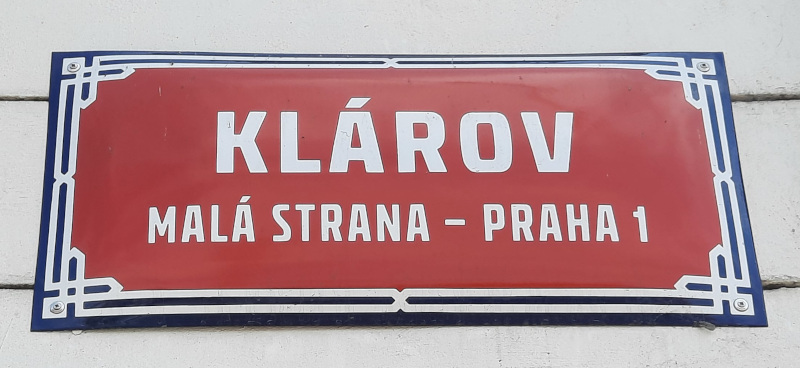 KLÁROV
MALÁ STRANA – PRAHA 1